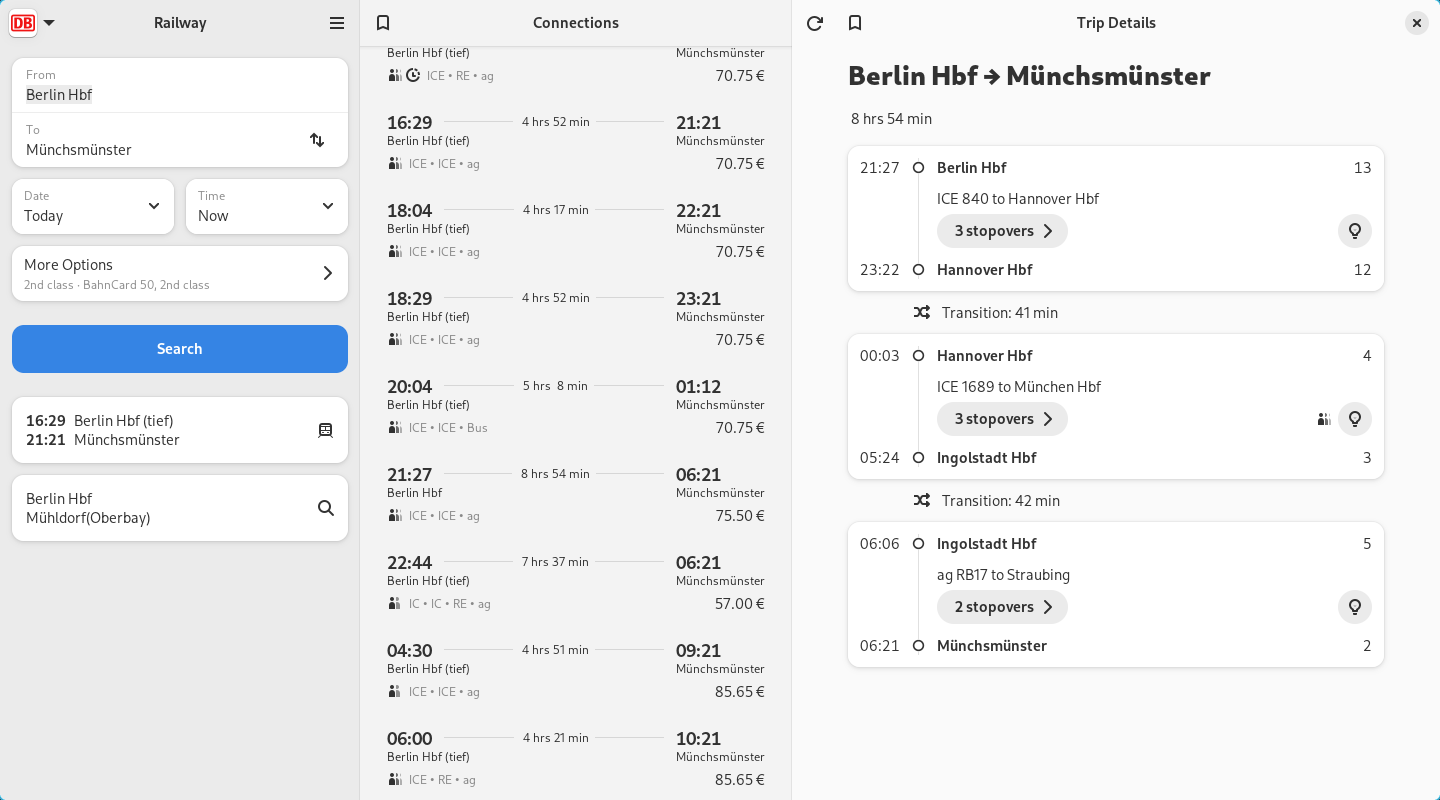 DB
Railway
From
Berlin Hbf
To
Münchsmünster
Date
Today
Time
Now
More Options
2nd class · BahnCard 50, 2nd class
Search
16:29 Berlin Hbf (tief)
21:21 Münchsmünster
Berlin Hbf
Mühldorf(Oberbay)
Connections
Berlin Hbf (tief) Münchsmünster
ICE • RE • ag 70.75 €
16:29 4 hrs 52 min 21:21
Berlin Hbf (tief) Münchsmünster
ICE • ICE • ag 70.75 €
18:04 4 hrs 17 min 22:21
Berlin Hbf (tief) Münchsmünster
ICE • ICE • ag 70.75 €
18:29 4 hrs 52 min 23:21
Berlin Hbf (tief) Münchsmünster
ICE • ICE • ag 70.75 €
20:04 5 hrs 8 min 01:12
Berlin Hbf (tief) Münchsmünster
ICE • ICE • Bus 70.75 €
21:27 8 hrs 54 min 06:21
Berlin Hbf Münchsmünster
ICE • ICE • ag 75.50 €
22:44 7 hrs 37 min 06:21
Berlin Hbf (tief) Münchsmünster
IC • IC • RE • ag 57.00 €
04:30 4 hrs 51 min 09:21
Berlin Hbf (tief) Münchsmünster
ICE • ICE • ag 85.65 €
06:00 4 hrs 21 min 10:21
Berlin Hbf (tief) Münchsmünster
ICE • RE • ag 85.65 €
Trip Details
Berlin Hbf → Münchsmünster
8 hrs 54 min
21:27 Berlin Hbf 13
ICE 840 to Hannover Hbf
3 stopovers
23:22 Hannover Hbf 12
Transition: 41 min
00:03 Hannover Hbf 4
ICE 1689 to München Hbf
3 stopovers
05:24 Ingolstadt Hbf 3
Transition: 42 min
06:06 Ingolstadt Hbf 5
ag RB17 to Straubing
2 stopovers
06:21 Münchsmünster 2